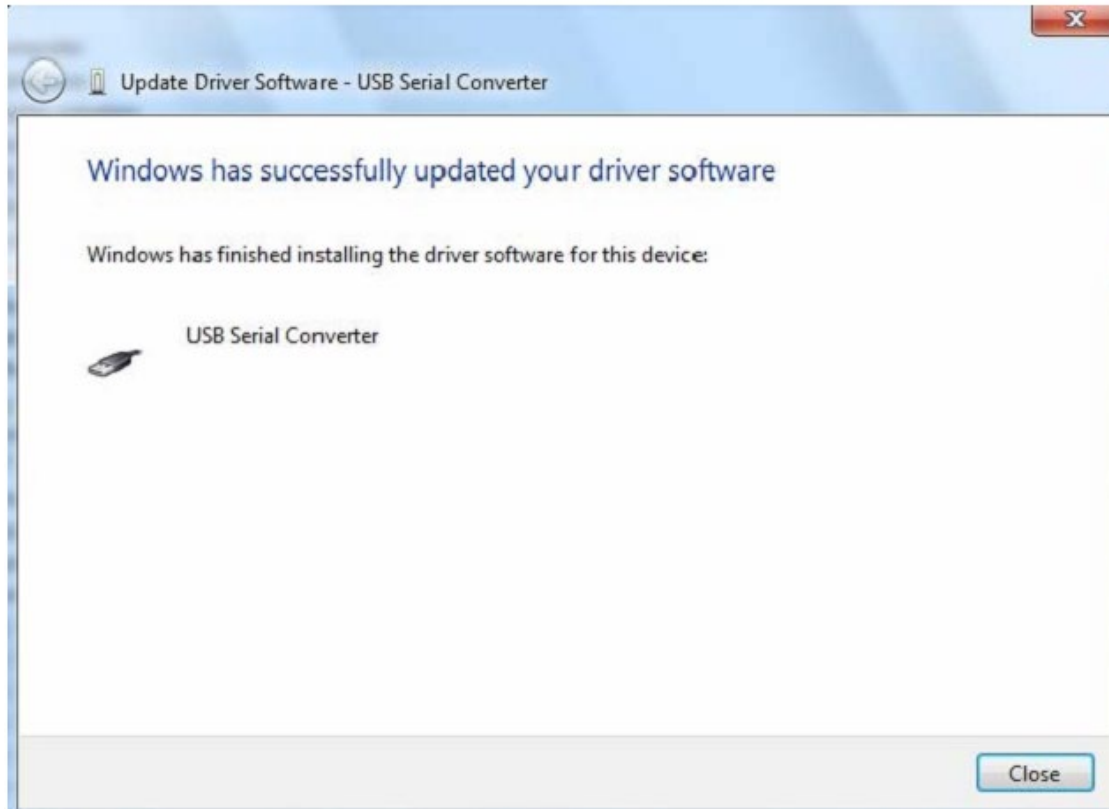 Update Driver Software - USB Serial Converter
Windows has successfully updated your driver software
Windows has finished installing the driver software for this device:
USB Serial Converter
Close